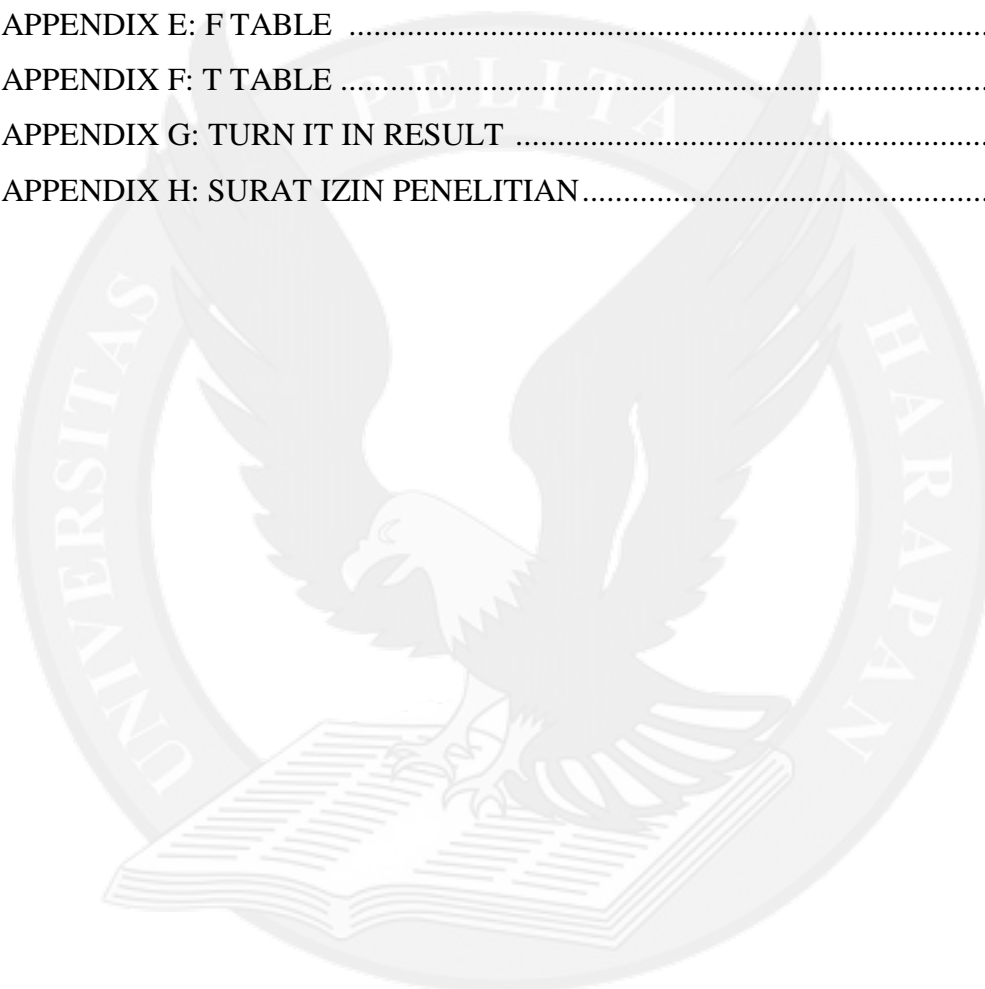 APPENDIX E: F TABLE ................................................................................
APPENDIX F: T TABLE .................................................................................
APPENDIX G: TURN IT IN RESULT ............................................................
APPENDIX H: SURAT IZIN PENELITIAN....................................................
UNIVERSITAS PELITA HARAPAN